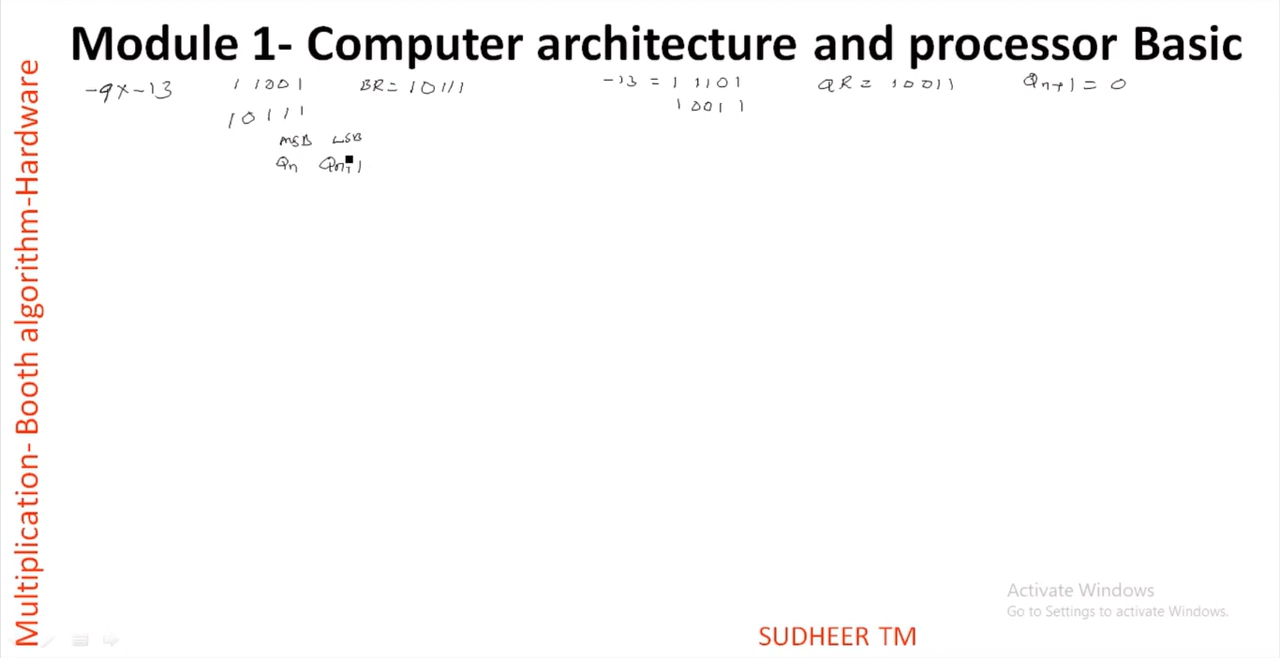 Module 1- Computer architecture and processor Basic
-9x-13 11001 BR= 10111 -13 = 11101 QR= 10011 Qn+1 = 0
10111 10011
MSB LSB
Qn Qn+1
Multiplication- Booth algorithm-Hardware
Activate Windows
Go to Settings to activate Windows.
SUDHEER TM